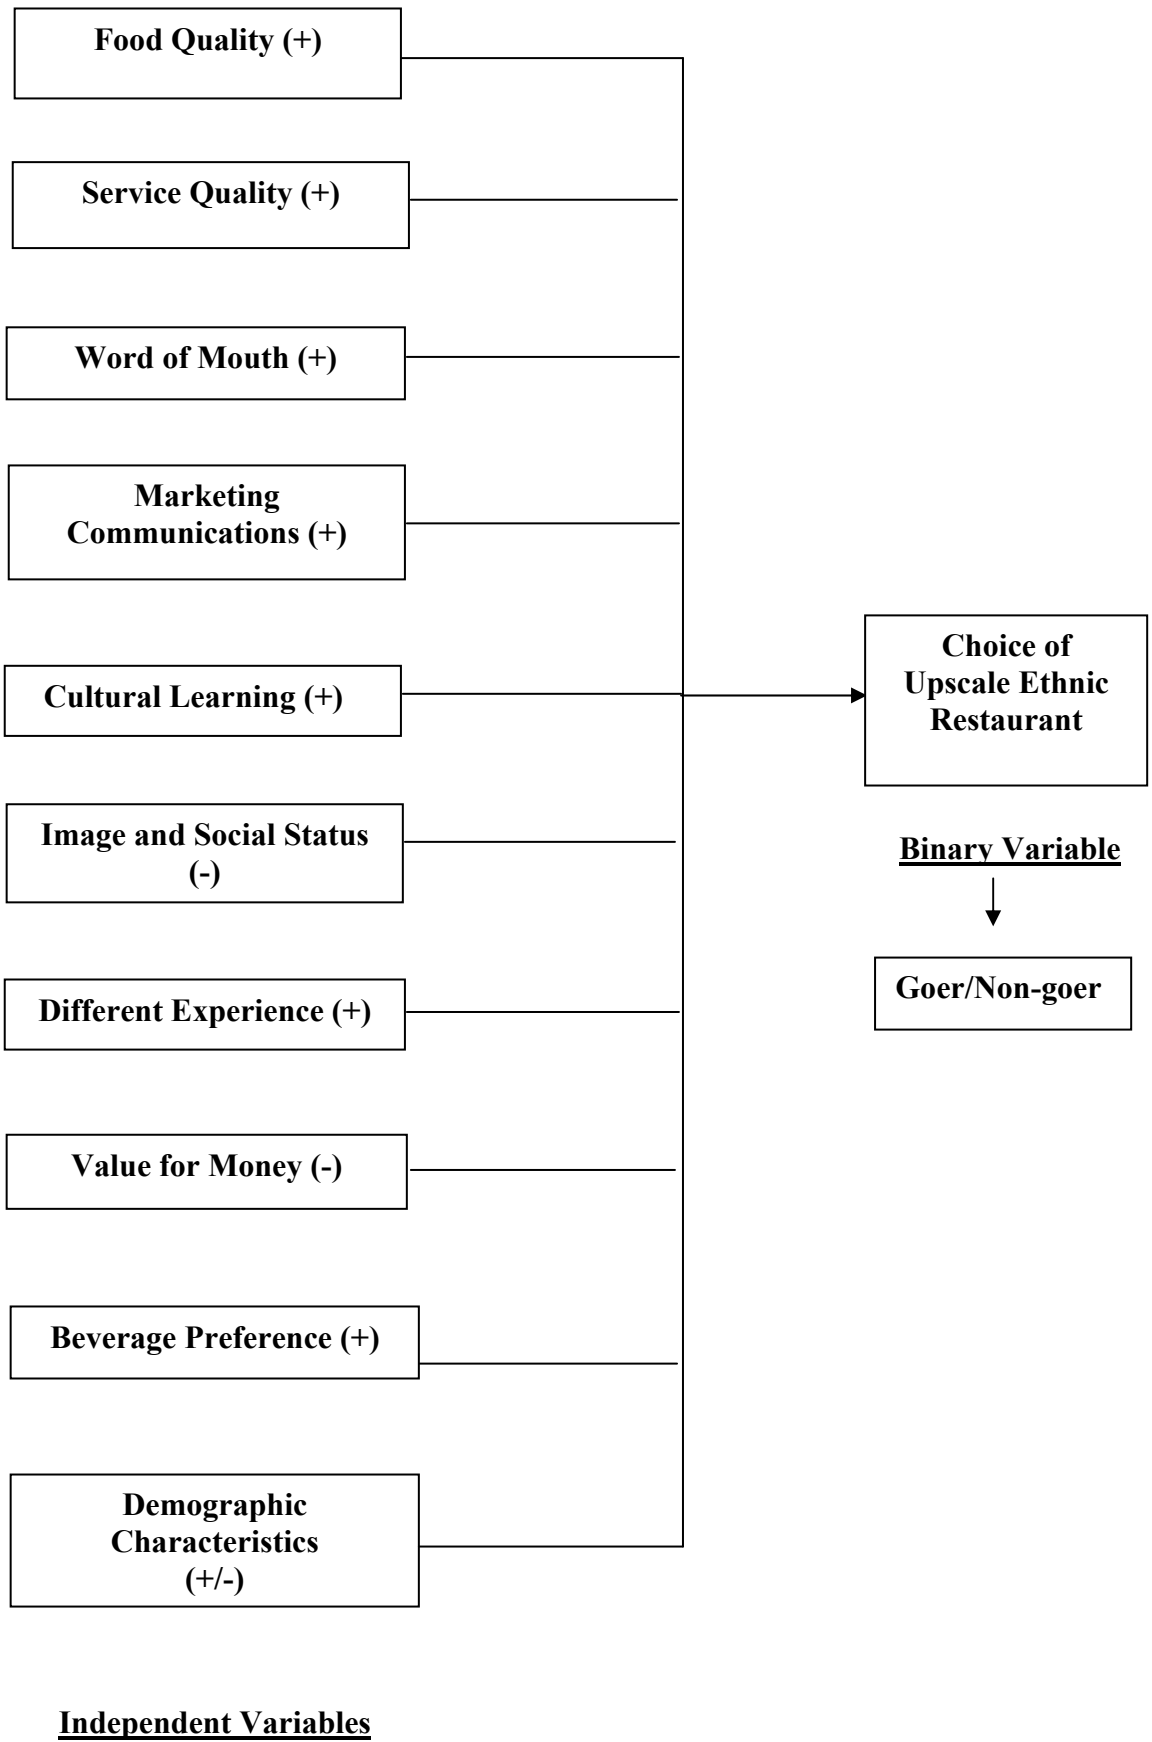 Food Quality (+)
Service Quality (+)
Word of Mouth (+)
Marketing
Communications (+)
Cultural Learning (+)
Image and Social Status
(-)
Different Experience (+)
Value for Money (-)
Beverage Preference (+)
Demographic
Characteristics
(+/-)
Independent Variables
Choice of
Upscale Ethnic
Restaurant
Binary Variable
Goer/Non-goer